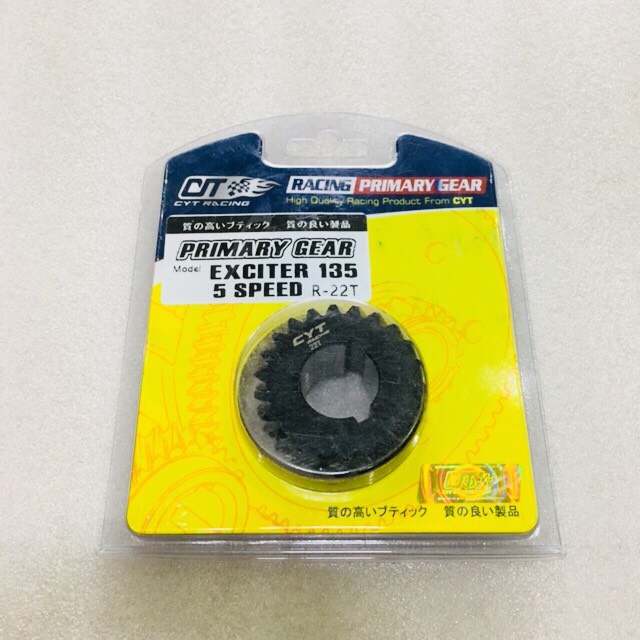 CYT
CYT RACING
RACING PRIMARY GEAR
High Quality Racing Product From CYT
質の高いブティック 質の良い製品
PRIMARY GEAR
Model EXCITER 135
5 SPEED R-22T
CYT
RACING
22T
質の高いブティック 質の良い製品